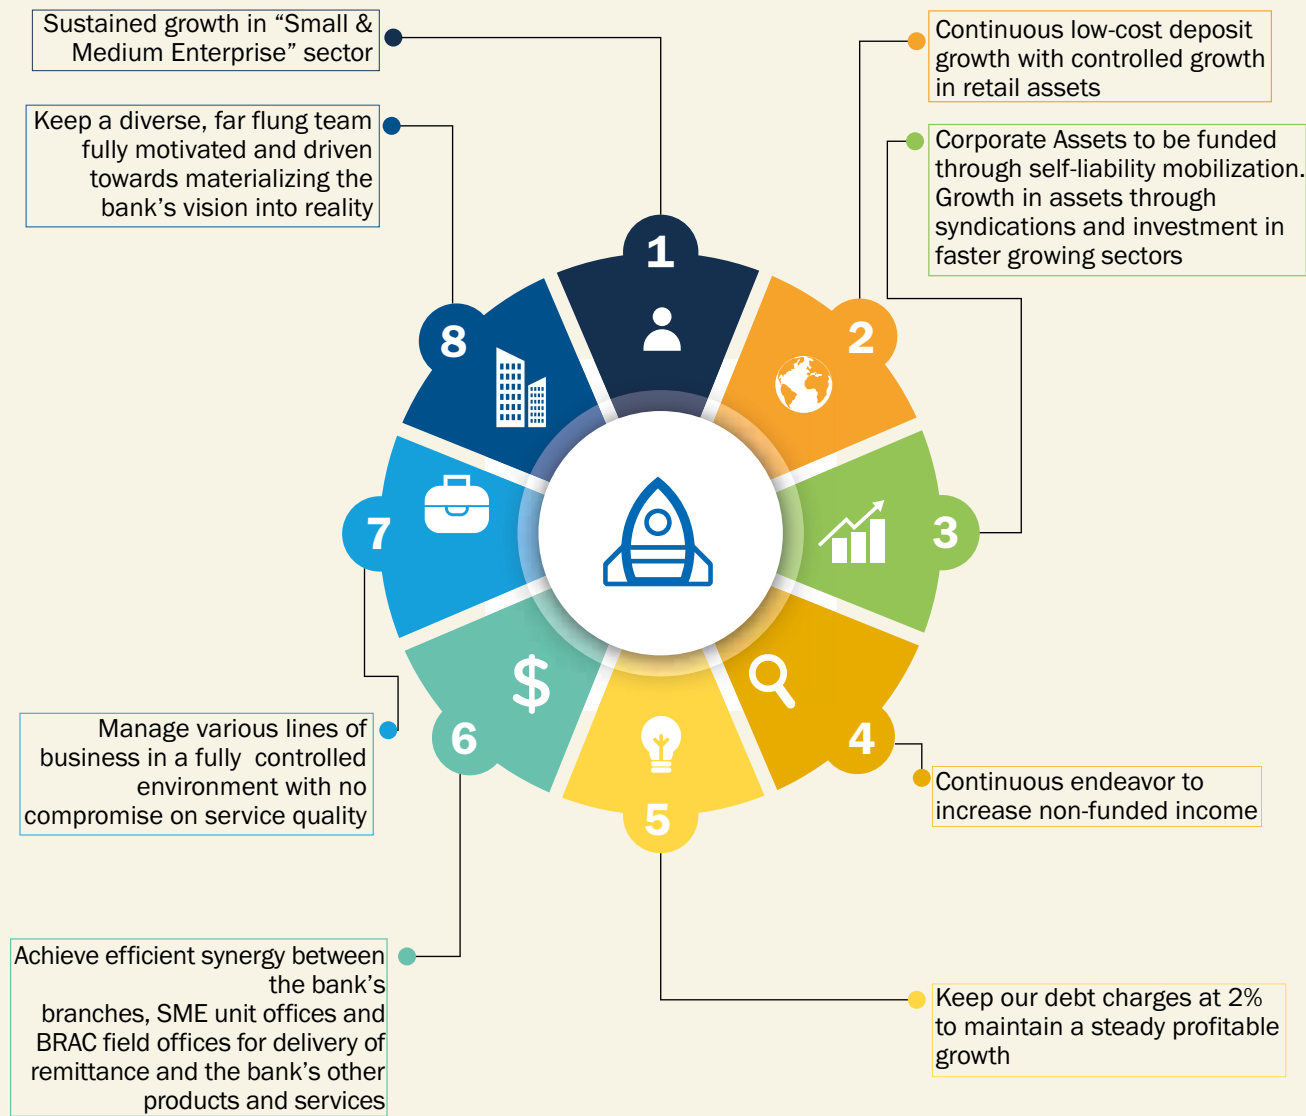 Sustained growth in “Small &
Medium Enterprise” sector
1
Continuous low-cost deposit
growth with controlled growth
in retail assets
2
Corporate Assets to be funded
through self-liability mobilization.
Growth in assets through
syndications and investment in
faster growing sectors
3
Continuous endeavor to
increase non-funded income
4
Keep our debt charges at 2%
to maintain a steady profitable
growth
5
Achieve efficient synergy between
the bank’s
branches, SME unit offices and
BRAC field offices for delivery of
remittance and the bank’s other
products and services
6
Manage various lines of
business in a fully  controlled
environment with no
compromise on service quality
7
Keep a diverse, far flung team
fully motivated and driven
towards materializing the
bank’s vision into reality
8
$